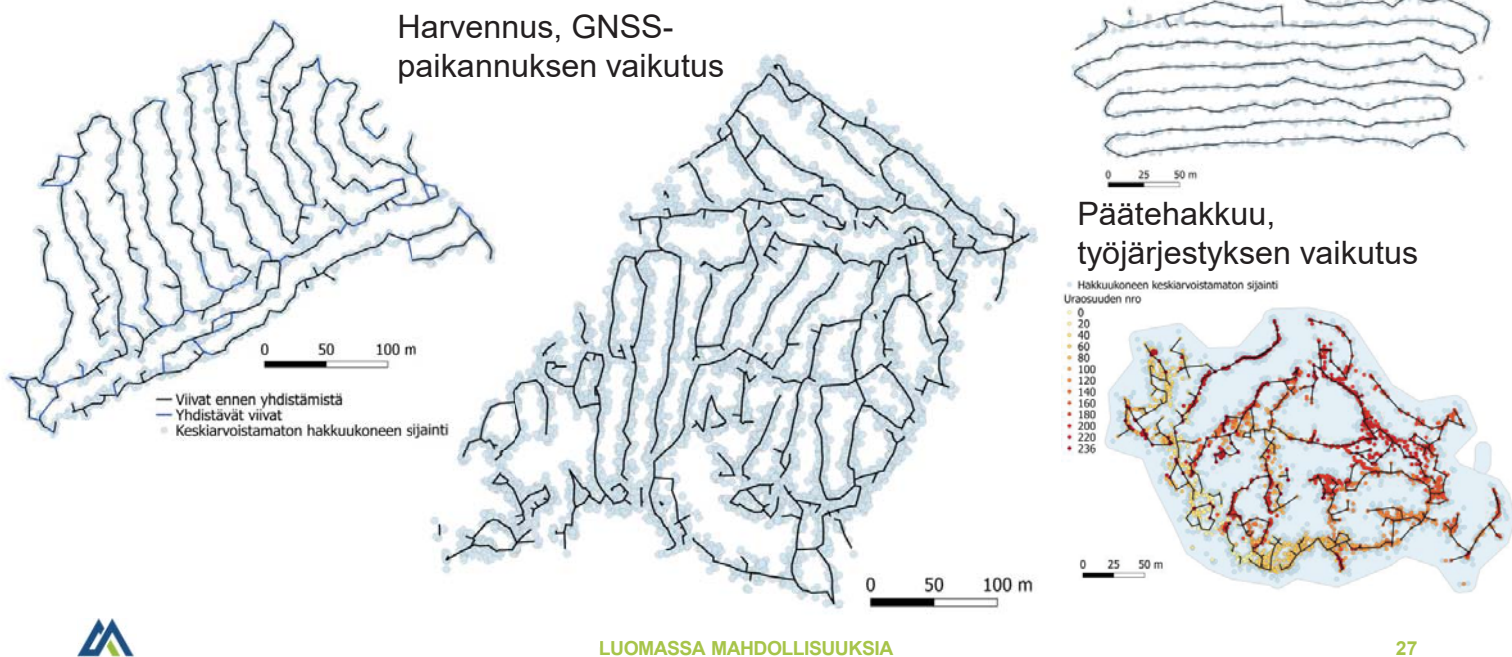 Harvennus, GNSS-
paikannuksen vaikutus
0 50 100 m
Viivat ennen yhdistämistä
Yhdistävät viivat
Keskiarvoistamaton hakkuukoneen sijainti
0 50 100 m
0 25 50 m
Päätehakkuu,
työjärjestyksen vaikutus
Hakkuukoneen keskiarvoistamaton sijainti
Uraosuuden nro
0
20
40
60
80
100
120
140
160
180
200
220
236
0 25 50 m
LUOMASSA MAHDOLLISUUKSIA
27